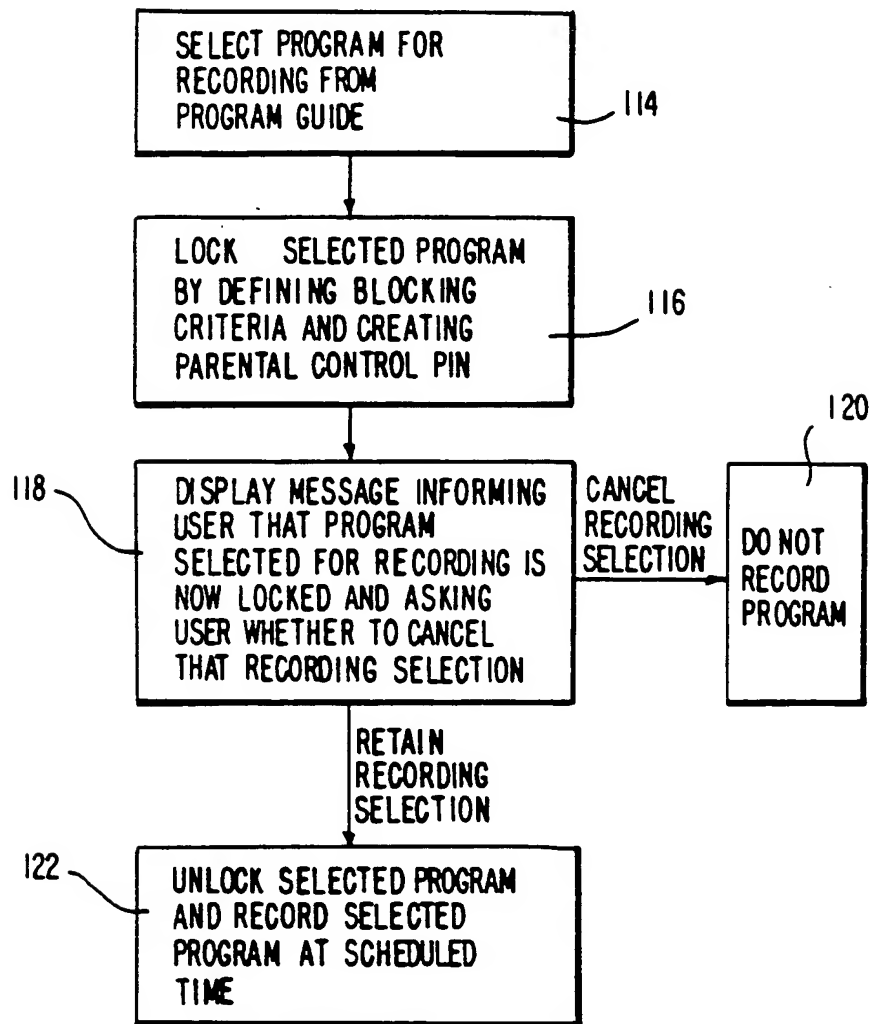 SELECT PROGRAM FOR
RECORDING FROM
PROGRAM GUIDE
114
LOCK SELECTED PROGRAM
BY DEFINING BLOCKING
CRITERIA AND CREATING
PARENTAL CONTROL PIN
116
118
DISPLAY MESSAGE INFORMING
USER THAT PROGRAM
SELECTED FOR RECORDING IS
NOW LOCKED AND ASKING
USER WHETHER TO CANCEL
THAT RECORDING SELECTION
CANCEL
RECORDING
SELECTION
120
DO NOT
RECORD
PROGRAM
RETAIN
RECORDING
SELECTION
122
UNLOCK SELECTED PROGRAM
AND RECORD SELECTED
PROGRAM AT SCHEDULED
TIME